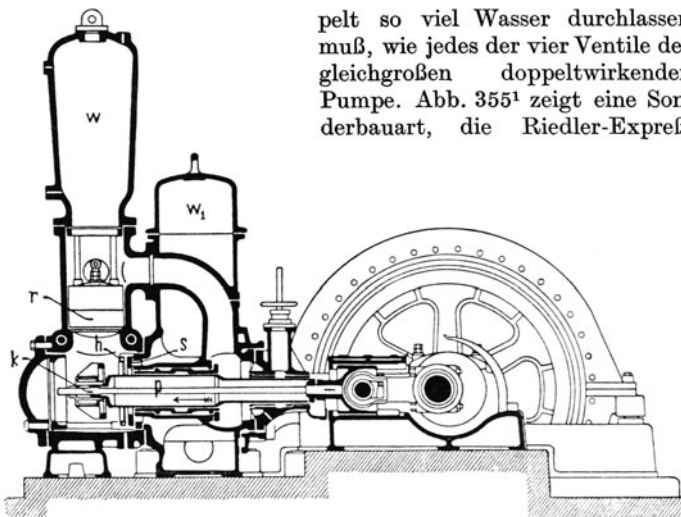 pelt so viel Wasser durchlassen
muß, wie jedes der vier Ventile de
gleichgroßen doppeltwirkenden
Pumpe. Abb. 355¹ zeigt eine Son
derbauart, die Riedler-Expreß
w
w₁
r
h
s
k
p